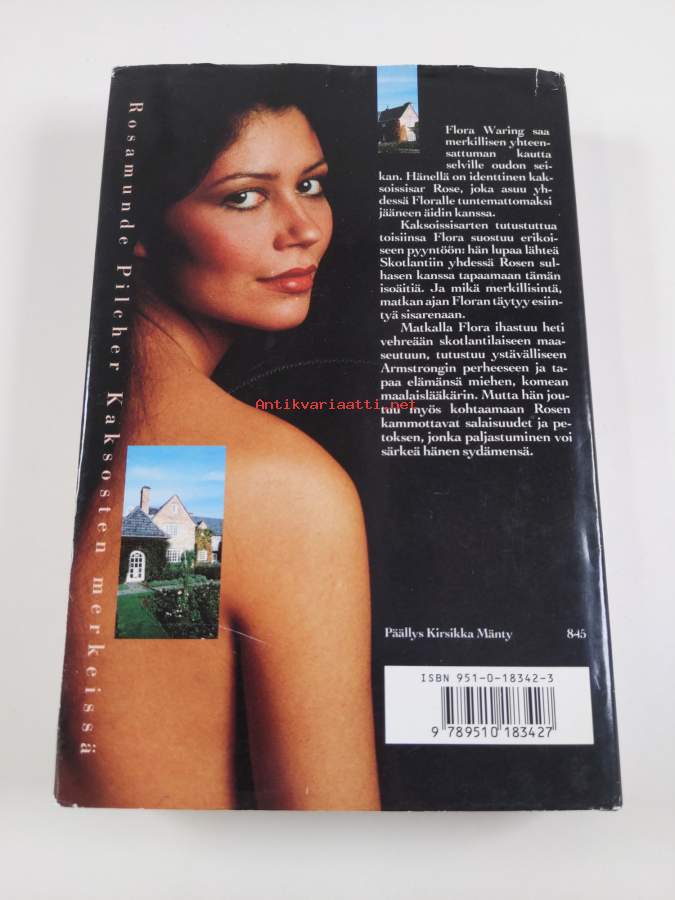 Rosamunde Pilcher Kaksosten merkeissä
Flora Waring saa
merkillisen yhteen-
sattuman kautta
selville oudon sei-
kan. Hänellä on identtinen kak-
soissisar Rose, joka asuu yh-
dessä Floralle tuntemattomaksi
jääneen äidin kanssa.
Kaksoissisarten tutustuttua
toisiinsa Flora suostuu erikoi-
seen pyyntöön: hän lupaa lähteä
Skotlantiin yhdessä Rosen sul-
hasen kanssa tapaamaan tämän
isoäitiä. Ja mikä merkillisintä,
matkan ajan Floran täytyy esiin-
tyä sisarenaan.
Matkalla Flora ihastuu heti
vehreään skotlantilaiseen maa-
seutuun, tutustuu ystävälliseen
Armstrongin perheeseen ja ta-
paa elämänsä miehen, komean
maalaislääkärin. Mutta hän jou-
tuu myös kohtaamaan Rosen
kammottavat salaisuudet ja pe-
toksen, jonka paljastuminen voi
särkeä hänen sydämensä.
Antikvariaatti.net
Päällys Kirsikka Mänty 845
ISBN 951-0-18342-3
9 789510 183427